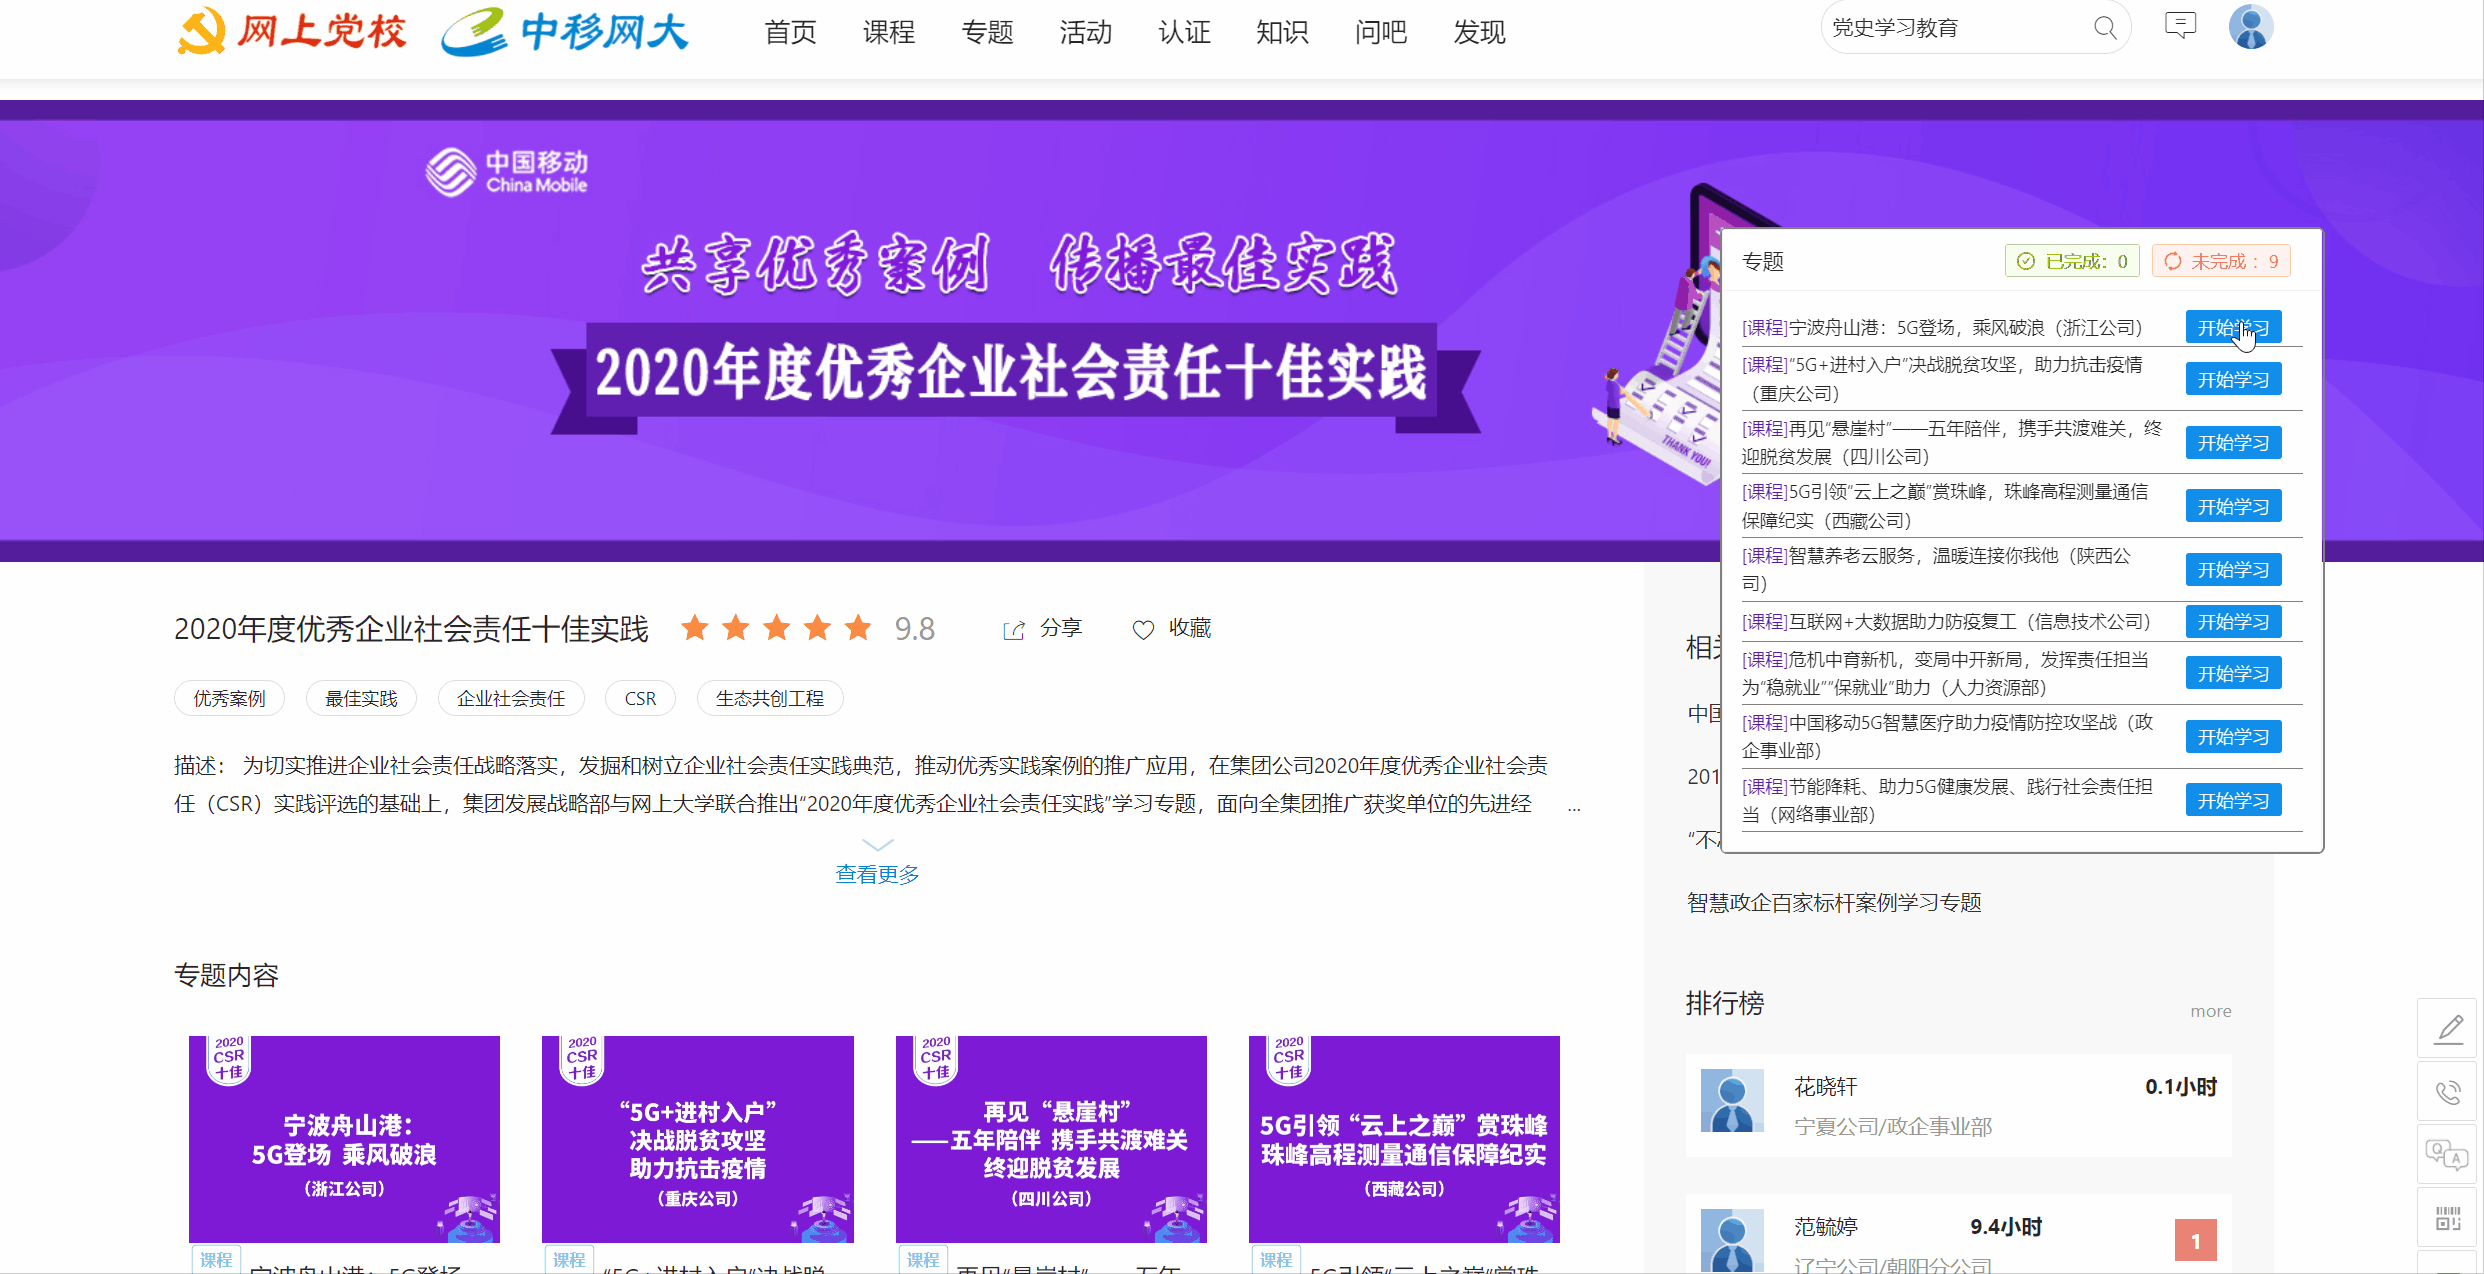 网上党校 中移网大 首页 课程 专题 活动 认证 知识 问吧 发现 党史学习教育
中国移动
China Mobile
共享优秀案例 传播最佳实践
2020年度优秀企业社会责任十佳实践
THANK YOU!
专题 已完成：0 未完成：9
[课程]宁波舟山港：5G登场，乘风破浪（浙江公司） 开始学习
[课程]“5G+进村入户”决战脱贫攻坚，助力抗击疫情
（重庆公司） 开始学习
[课程]再见“悬崖村”——五年陪伴，携手共渡难关，终
迎脱贫发展（四川公司） 开始学习
[课程]5G引领“云上之巅”赏珠峰，珠峰高程测量通信
保障纪实（西藏公司） 开始学习
[课程]智慧养老云服务，温暖连接你我他（陕西公
司） 开始学习
[课程]互联网+大数据助力防疫复工（信息技术公司） 开始学习
[课程]危机中育新机，变局中开新局，发挥责任担当
为“稳就业”“保就业”助力（人力资源部） 开始学习
[课程]中国移动5G智慧医疗助力疫情防控攻坚战（政
企事业部） 开始学习
[课程]节能降耗、助力5G健康发展、践行社会责任担
当（网络事业部） 开始学习
2020年度优秀企业社会责任十佳实践 9.8 分享 收藏
优秀案例 最佳实践 企业社会责任 CSR 生态共创工程
描述： 为切实推进企业社会责任战略落实，发掘和树立企业社会责任实践典范，推动优秀实践案例的推广应用，在集团公司2020年度优秀企业社会责
任（CSR）实践评选的基础上，集团发展战略部与网上大学联合推出“2020年度优秀企业社会责任实践”学习专题，面向全集团推广获奖单位的先进经 ...
查看更多
相
中国
201
“不
智慧政企百家标杆案例学习专题
专题内容
2020
CSR
十佳
宁波舟山港：
5G登场 乘风破浪
（浙江公司）
2020
CSR
十佳
“5G+进村入户”
决战脱贫攻坚
助力抗击疫情
（重庆公司）
2020
CSR
十佳
再见“悬崖村”
——五年陪伴 携手共渡难关
终迎脱贫发展
（四川公司）
2020
CSR
十佳
5G引领“云上之巅”赏珠峰
珠峰高程测量通信保障纪实
（西藏公司）
课程 宁波舟山港：5G登场
课程 “5G+进村入户”决战脱
课程 再见“悬崖村”——五年
课程 5G引领“云上之巅”赏珠
排行榜 more
花晓轩 0.1小时
宁夏公司/政企事业部
范毓婷 9.4小时 1
辽宁公司/朝阳分公司
Q A